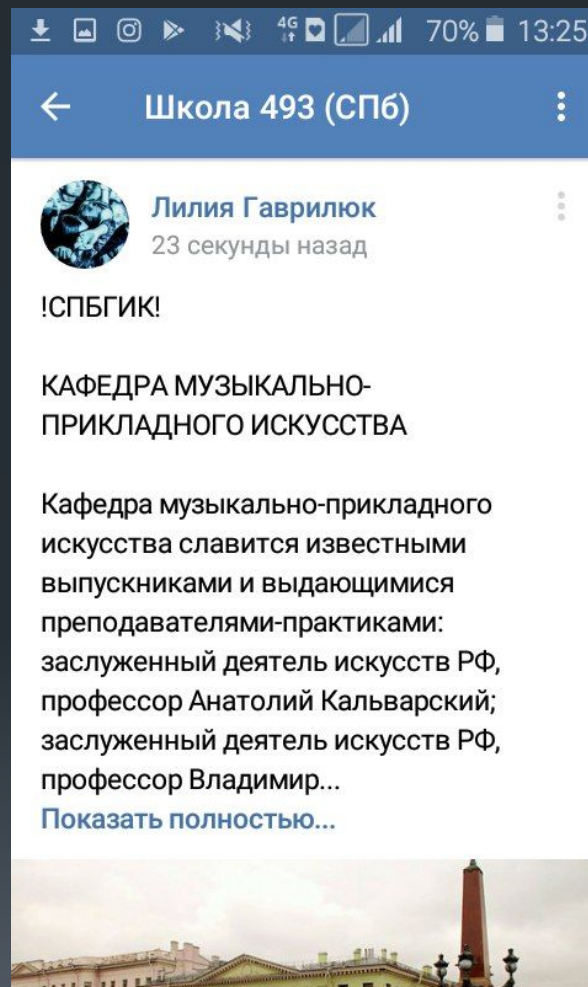 4G 70% 13:25
Школа 493 (СПб)
Лилия Гаврилюк
23 секунды назад
!СПБГИК!
КАФЕДРА МУЗЫКАЛЬНО-
ПРИКЛАДНОГО ИСКУССТВА
Кафедра музыкально-прикладного
искусства славится известными
выпускниками и выдающимися
преподавателями-практиками:
заслуженный деятель искусств РФ,
профессор Анатолий Кальварский;
заслуженный деятель искусств РФ,
профессор Владимир...
Показать полностью...